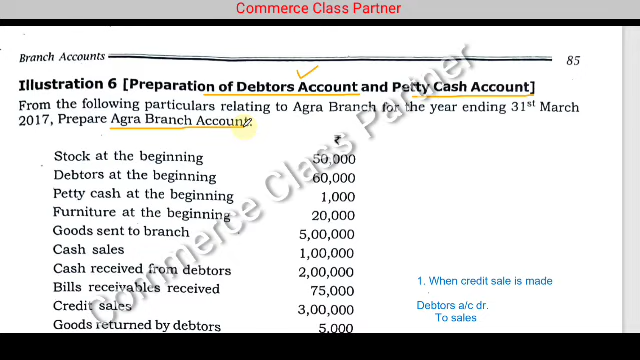 Commerce Class Partner
Branch Accounts 85
Illustration 6 [Preparation of Debtors Account and Petty Cash Account]
From the following particulars relating to Agra Branch for the year ending 31st March
2017, Prepare Agra Branch Account:
₹
Stock at the beginning 50,000
Debtors at the beginning 60,000
Petty cash at the beginning 1,000
Furniture at the beginning 20,000
Goods sent to branch 5,00,000
Cash sales 1,00,000
Cash received from debtors 2,00,000
Bills receivables received 75,000
Credit sales 3,00,000
Goods returned by debtors 5,000
1. When credit sale is made
Debtors a/c dr.
To sales
Commerce Class Partner